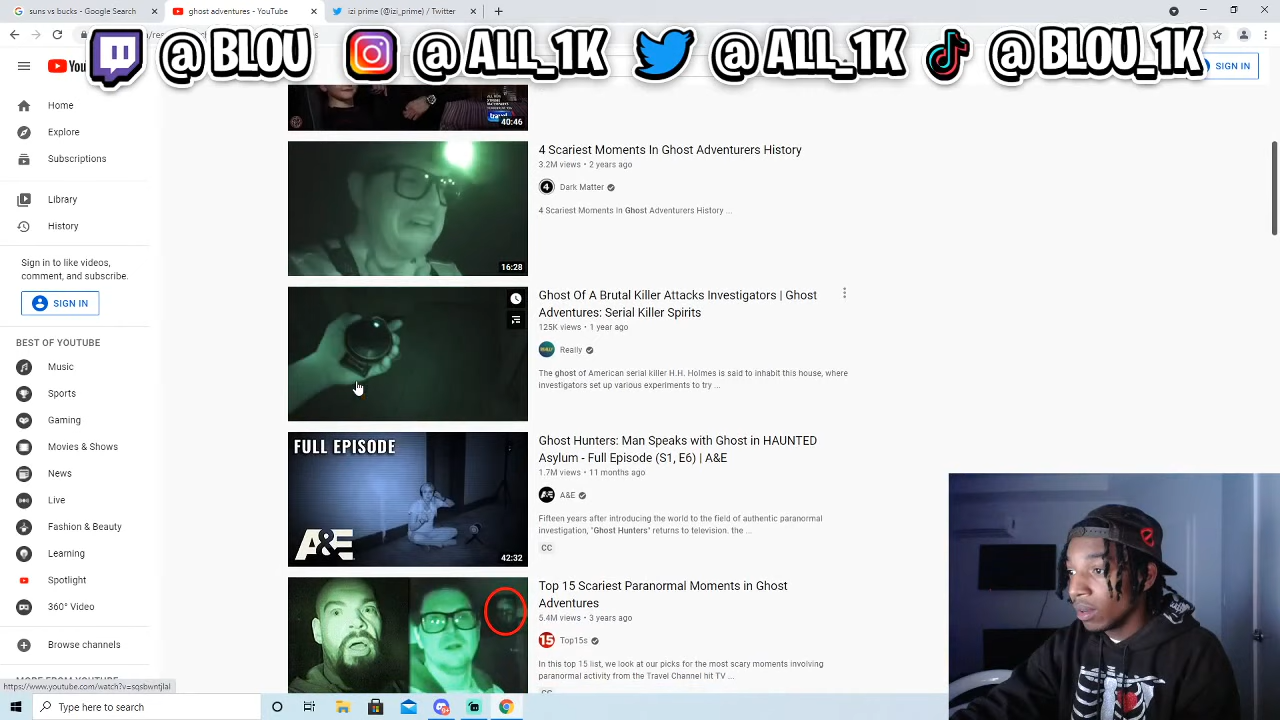 suns vs bucks - Google Search
ghost adventures - YouTube
izi prime (@izi_prime) / Twitter
@ BLOU
@ ALL_1K
@ ALL_1K
@ BLOU_1K
SIGN IN
Home
Explore
Subscriptions
Library
History
Sign in to like videos,
comment, and subscribe.
SIGN IN
BEST OF YOUTUBE
Music
Sports
Gaming
Movies & Shows
News
Live
Fashion & Beauty
Learning
Spotlight
360° Video
Browse channels
40:46
4 Scariest Moments In Ghost Adventurers History
3.2M views • 2 years ago
4
Dark Matter
4 Scariest Moments In Ghost Adventurers History ...
16:28
Ghost Of A Brutal Killer Attacks Investigators | Ghost
Adventures: Serial Killer Spirits
125K views • 1 year ago
Really
The ghost of American serial killer H.H. Holmes is said to inhabit this house, where
investigators set up various experiments to try ...
FULL EPISODE
A&E
42:32
Ghost Hunters: Man Speaks with Ghost in HAUNTED
Asylum - Full Episode (S1, E6) | A&E
1.7M views • 11 months ago
A&E
Fifteen years after introducing the world to the field of authentic paranormal
investigation, "Ghost Hunters" returns to television. the ...
CC
Top 15 Scariest Paranormal Moments in Ghost
Adventures
5.4M views • 3 years ago
15
Top15s
In this top 15 list, we look at our picks for the most scary moments involving
paranormal activity from the Travel Channel hit TV ...
https://www.youtube.com/watch?v=sqsbwntjlaI
Type here to search